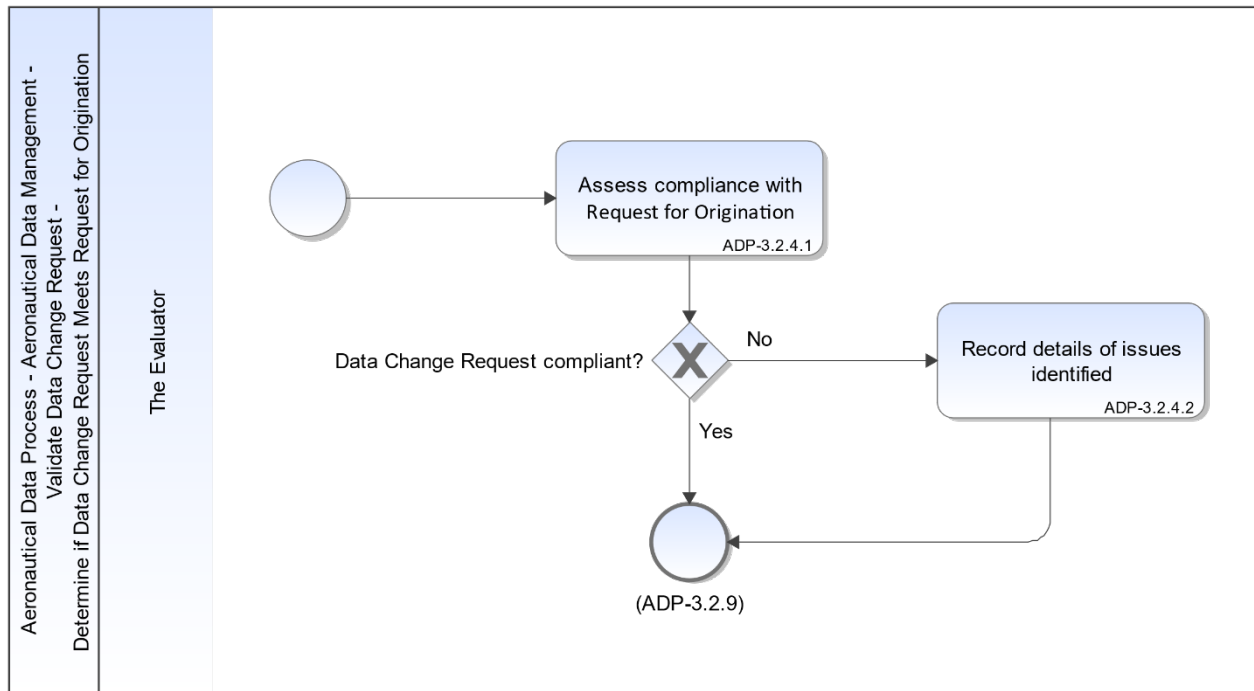 Aeronautical Data Process - Aeronautical Data Management -
Validate Data Change Request -
Determine if Data Change Request Meets Request for Origination
The Evaluator
Assess compliance with
Request for Origination
ADP-3.2.4.1
Data Change Request compliant?
No
Record details of issues
identified
ADP-3.2.4.2
Yes
(ADP-3.2.9)